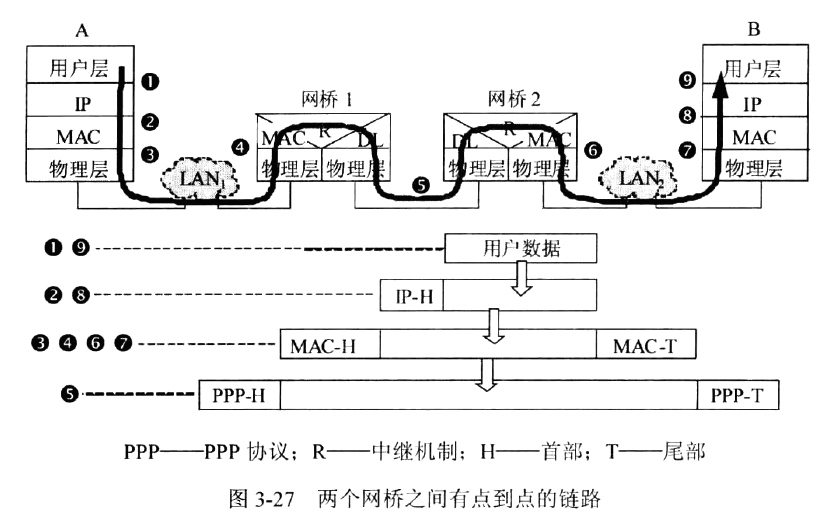 A
B
用户层
❶
网桥 1
网桥 2
❾
用户层
IP
❷
❽
IP
MAC
❸
❹
MAC
R
DL
DL
R
MAC
❻
❼
MAC
物理层
LAN1
物理层
物理层
❺
物理层
物理层
LAN2
物理层
❶ ❾
用户数据
❷ ❽
IP-H
❸ ❹ ❻ ❼
MAC-H
MAC-T
❺
PPP-H
PPP-T
PPP——PPP 协议；R——中继机制；H——首部；T——尾部
图 3-27 两个网桥之间有点到点的链路